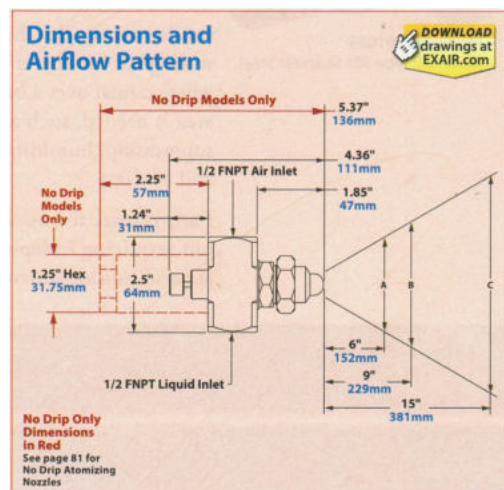 Dimensions and
Airflow Pattern
DOWNLOAD
drawings at
EXAIR.com
No Drip Models Only
5.37"
136mm
4.36"
111mm
2.25"
57mm
1/2 FNPT Air Inlet
1.85"
47mm
No Drip
Models
Only
1.24"
31mm
1.25" Hex
31.75mm
2.5"
64mm
A
B
C
6"
152mm
9"
229mm
1/2 FNPT Liquid Inlet
15"
381mm
No Drip Only
Dimensions
in Red
See page 81 for
No Drip Atomizing
Nozzles